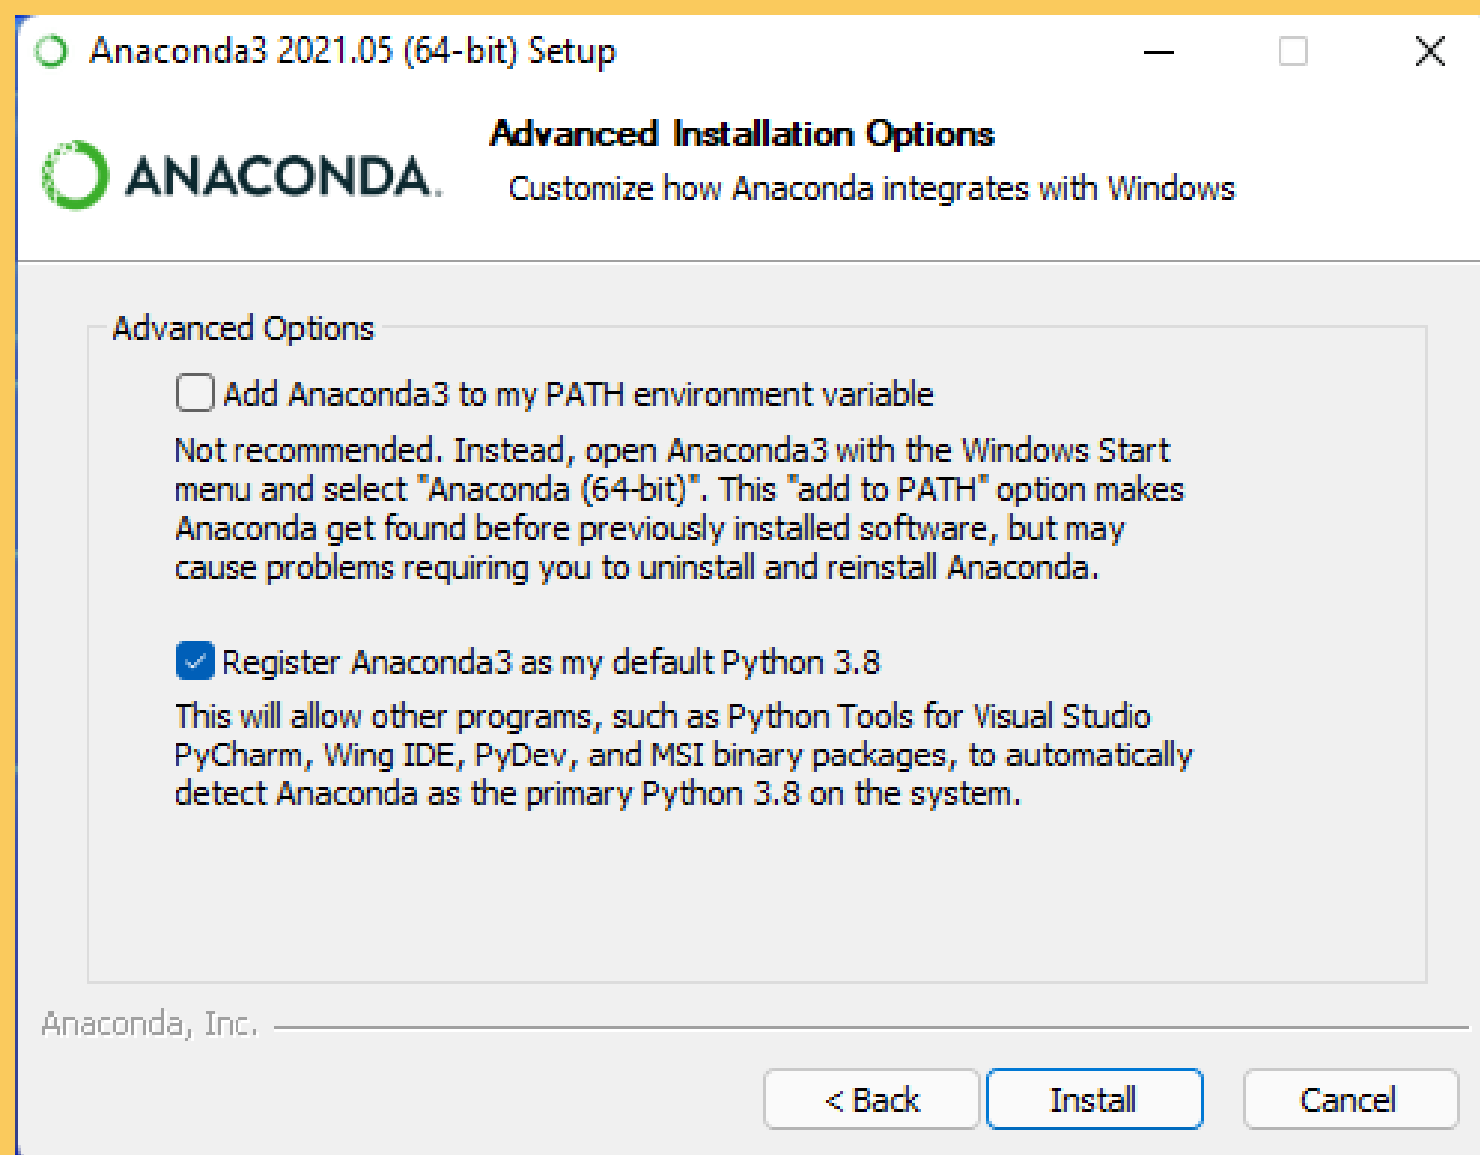 Anaconda3 2021.05 (64-bit) Setup
ANANCONDA.
Advanced Installation Options
Customize how Anaconda integrates with Windows
Advanced Options
Add Anaconda3 to my PATH environment variable
Not recommended. Instead, open Anaconda3 with the Windows Start
menu and select "Anaconda (64-bit)". This "add to PATH" option makes
Anaconda get found before previously installed software, but may
cause problems requiring you to uninstall and reinstall Anaconda.
Register Anaconda3 as my default Python 3.8
This will allow other programs, such as Python Tools for Visual Studio
PyCharm, Wing IDE, PyDev, and MSI binary packages, to automatically
detect Anaconda as the primary Python 3.8 on the system.
Anaconda, Inc.
< Back
Install
Cancel